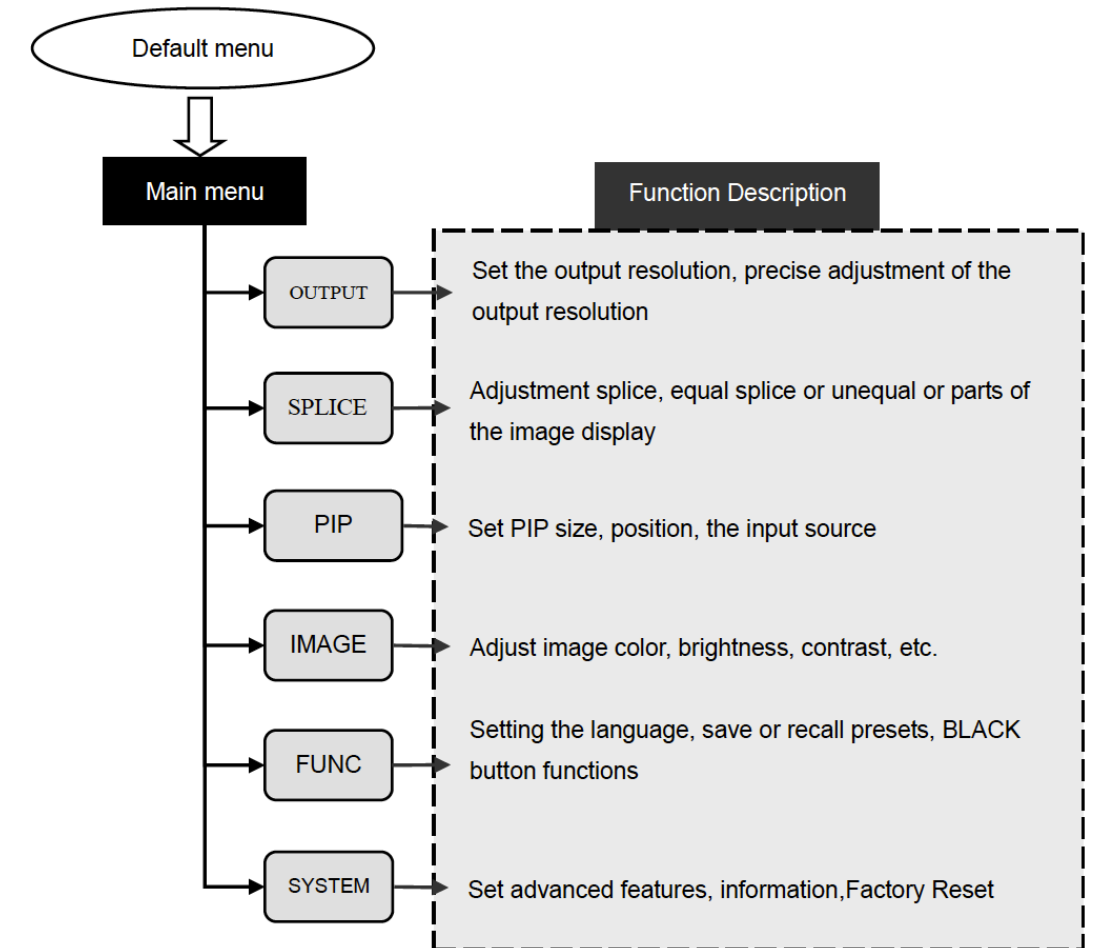 Default menu
Main menu
Function Description
OUTPUT
Set the output resolution, precise adjustment of the
output resolution
SPLICE
Adjustment splice, equal splice or unequal or parts of
the image display
PIP
Set PIP size, position, the input source
IMAGE
Adjust image color, brightness, contrast, etc.
FUNC
Setting the language, save or recall presets, BLACK
button functions
SYSTEM
Set advanced features, information,Factory Reset